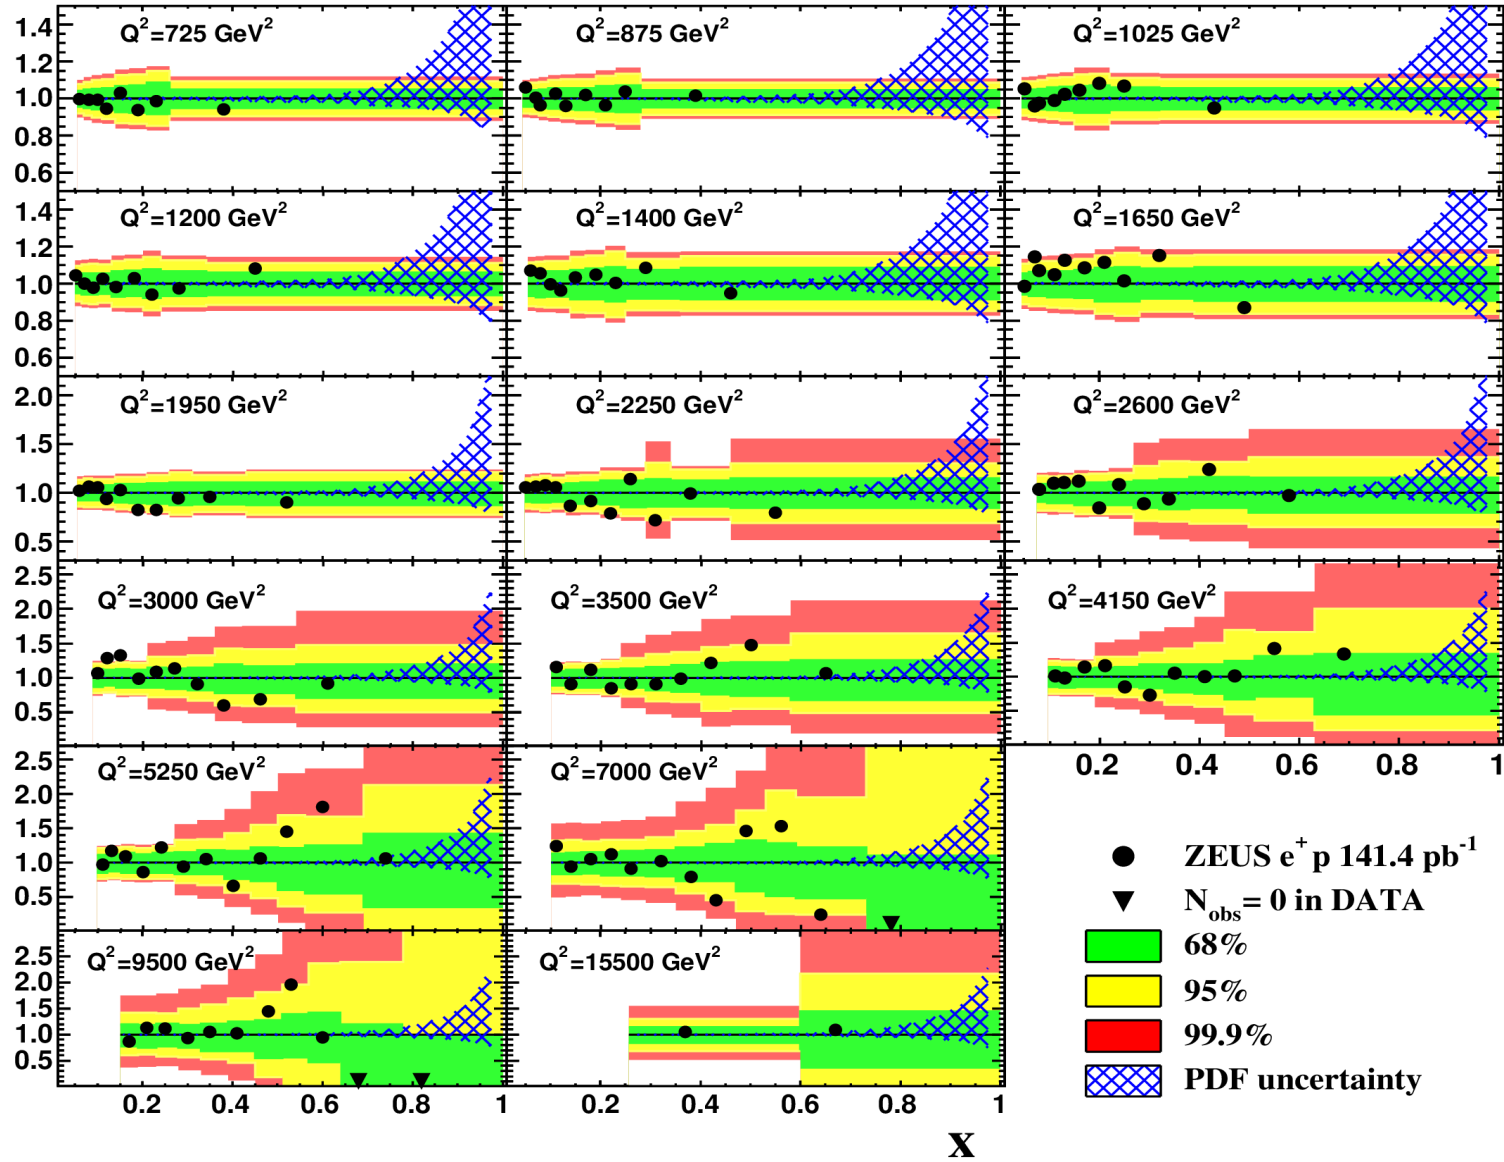 Q²=725 GeV²
Q²=875 GeV²
Q²=1025 GeV²
1.4
1.2
1.0
0.8
0.6
Q²=1200 GeV²
Q²=1400 GeV²
Q²=1650 GeV²
1.4
1.2
1.0
0.8
0.6
Q²=1950 GeV²
Q²=2250 GeV²
Q²=2600 GeV²
2.0
1.5
1.0
0.5
Q²=3000 GeV²
Q²=3500 GeV²
Q²=4150 GeV²
2.5
2.0
1.5
1.0
0.5
0.2 0.4 0.6 0.8 1
Q²=5250 GeV²
Q²=7000 GeV²
2.5
2.0
1.5
1.0
0.5
Q²=9500 GeV²
Q²=15500 GeV²
2.5
2.0
1.5
1.0
0.5
0.2 0.4 0.6 0.8 1
0.2 0.4 0.6 0.8 1
x
ZEUS e⁺ p 141.4 pb⁻¹
N_obs = 0 in DATA
68%
95%
99.9%
PDF uncertainty